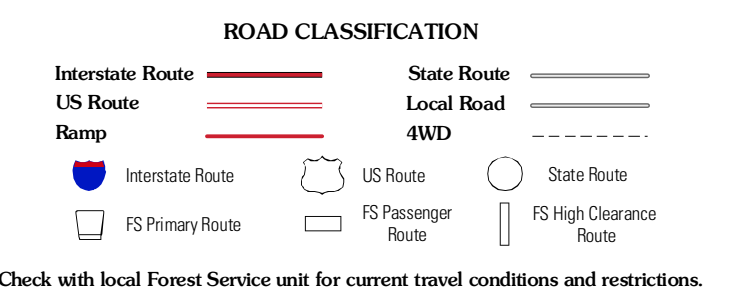 ROAD CLASSIFICATION
Interstate Route
State Route
US Route
Local Road
Ramp
4WD
Interstate Route
US Route
State Route
FS Primary Route
FS Passenger
Route
FS High Clearance
Route
Check with local Forest Service unit for current travel conditions and restrictions.